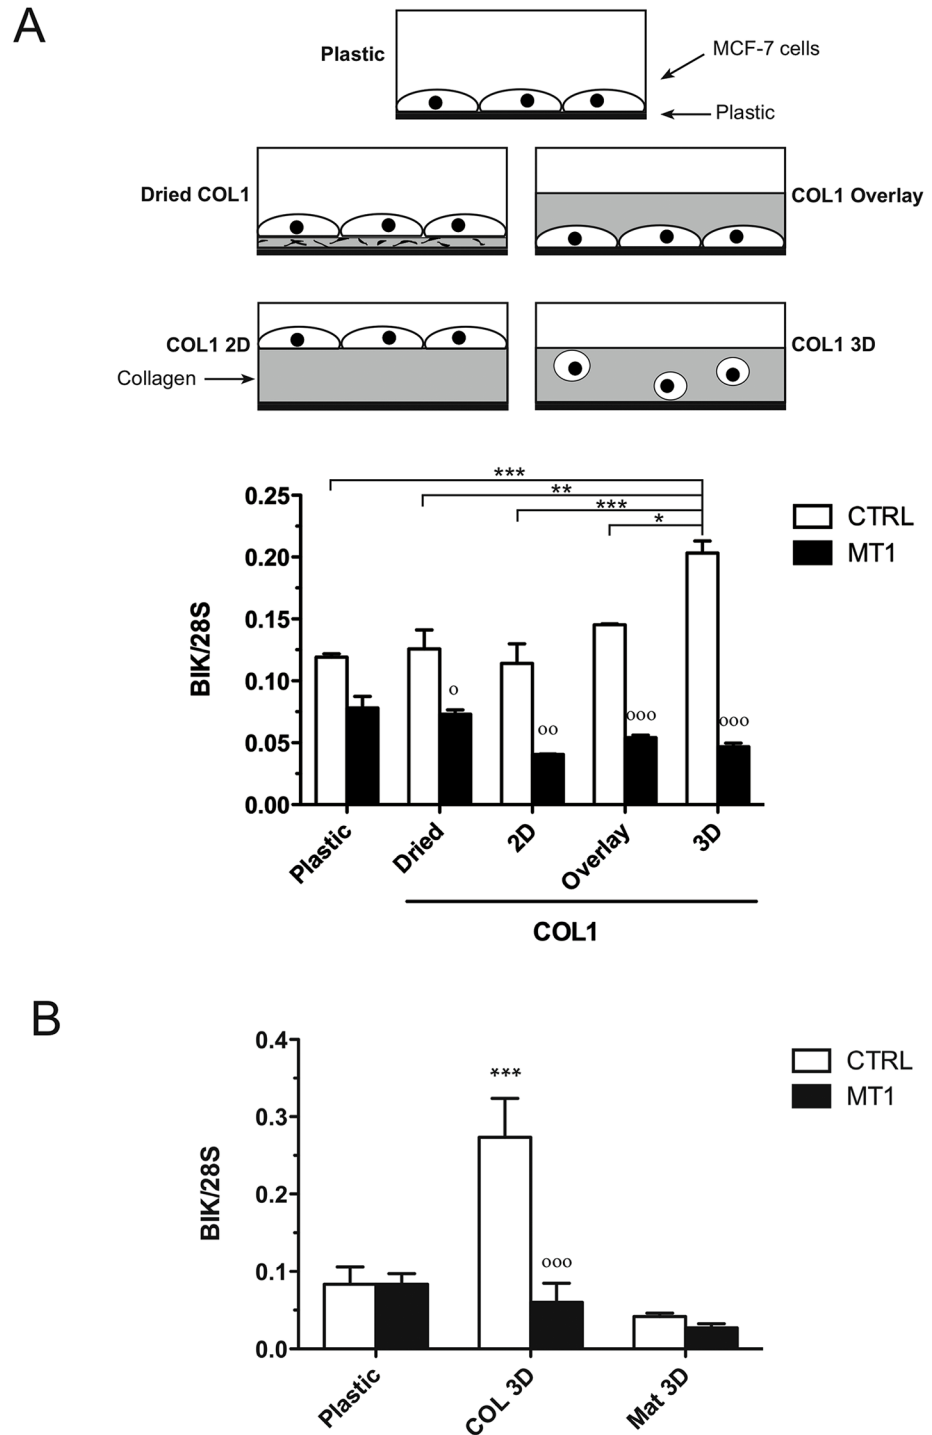 A
Plastic
MCF-7 cells
Plastic
Dried COL1
COL1 Overlay
COL1 2D
COL1 3D
Collagen
***
**
***
*
0.25
0.20
0.15
0.10
0.05
0.00
BIK/28S
CTRL
MT1
o
oo
ooo
ooo
Plastic
Dried
2D
Overlay
3D
COL1
B
0.4
0.3
0.2
0.1
0.0
BIK/28S
CTRL
MT1
***
ooo
Plastic
COL 3D
Mat 3D